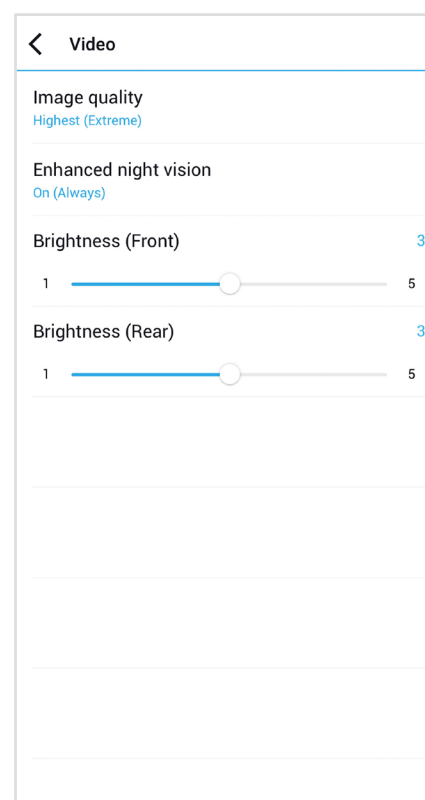 Video
Image quality
Highest (Extreme)
Enhanced night vision
On (Always)
Brightness (Front) 3
1 5
Brightness (Rear) 3
1 5